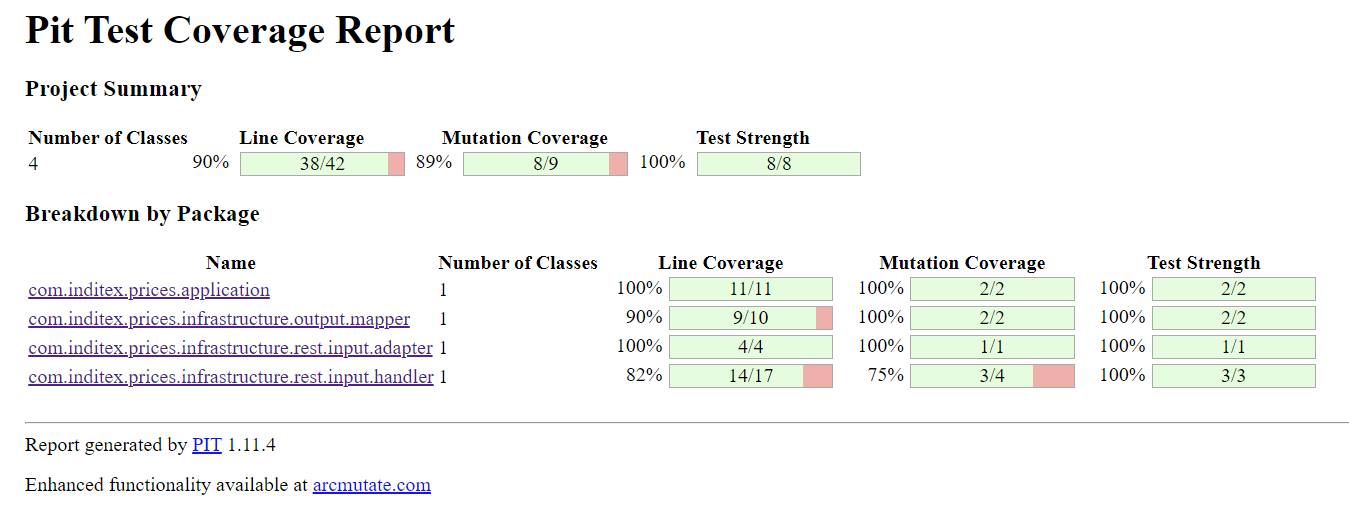 Pit Test Coverage Report
Project Summary
Number of Classes Line Coverage Mutation Coverage Test Strength
4 90% 38/42 89% 8/9 100% 8/8
Breakdown by Package
Name Number of Classes Line Coverage Mutation Coverage Test Strength
com.inditex.prices.application 1 100% 11/11 100% 2/2 100% 2/2
com.inditex.prices.infrastructure.output.mapper 1 90% 9/10 100% 2/2 100% 2/2
com.inditex.prices.infrastructure.rest.input.adapter 1 100% 4/4 100% 1/1 100% 1/1
com.inditex.prices.infrastructure.rest.input.handler 1 82% 14/17 75% 3/4 100% 3/3
Report generated by PIT 1.11.4
Enhanced functionality available at arcmutate.com